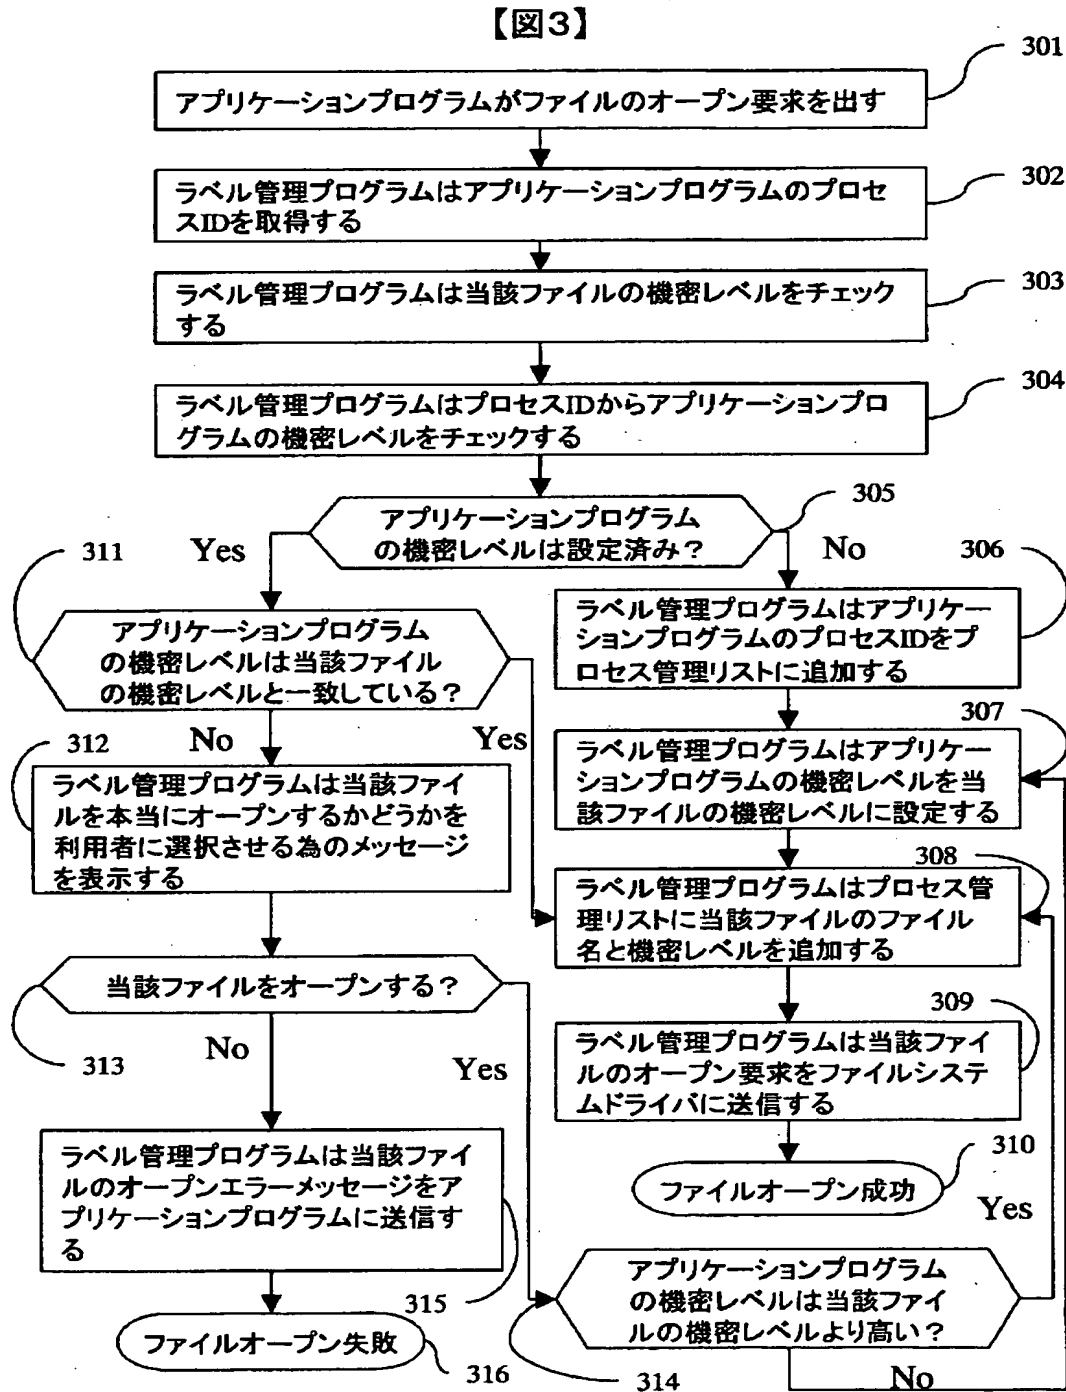 【図3】
301
アプリケーションプログラムがファイルのオープン要求を出す
302
ラベル管理プログラムはアプリケーションプログラムのプロセ
スIDを取得する
303
ラベル管理プログラムは当該ファイルの機密レベルをチェック
する
304
ラベル管理プログラムはプロセスIDからアプリケーションプロ
グラムの機密レベルをチェックする
305
アプリケーションプログラム
の機密レベルは設定済み？
Yes
No
311
アプリケーションプログラム
の機密レベルは当該ファイル
の機密レベルと一致している？
No
Yes
306
ラベル管理プログラムはアプリケー
ションプログラムのプロセスIDをプ
ロセス管理リストに追加する
307
ラベル管理プログラムはアプリケー
ションプログラムの機密レベルを当
該ファイルの機密レベルに設定する
312
ラベル管理プログラムは当該ファイ
ルを本当にオープンするかどうかを
利用者に選択させる為のメッセージ
を表示する
308
ラベル管理プログラムはプロセス管
理リストに当該ファイルのファイル
名と機密レベルを追加する
当該ファイルをオープンする？
313
No
Yes
309
ラベル管理プログラムは当該ファイ
ルのオープン要求をファイルシステ
ムドライバに送信する
310
ファイルオープン成功
ラベル管理プログラムは当該ファイ
ルのオープンエラーメッセージをア
プリケーションプログラムに送信す
る
315
ファイルオープン失敗
316
Yes
アプリケーションプログラム
の機密レベルは当該ファイ
ルの機密レベルより高い？
314
No